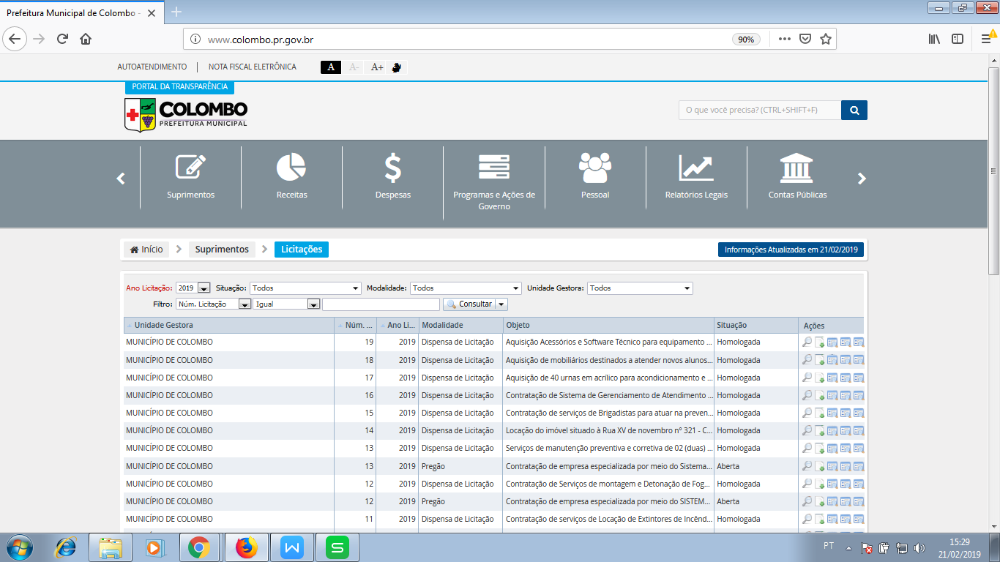 Prefeitura Municipal de Colombo -
www.colombo.pr.gov.br 90%
AUTOATENDIMENTO | NOTA FISCAL ELETRÔNICA A A- A+
PORTAL DA TRANSPARÊNCIA
COLOMBO
PREFEITURA MUNICIPAL
O que você precisa? (CTRL+SHIFT+F)
Suprimentos Receitas Despesas Programas e Ações de Governo Pessoal Relatórios Legais Contas Públicas
Início Suprimentos Licitações Informações Atualizadas em 21/02/2019
Ano Licitação: 2019 Situação: Todos Modalidade: Todos Unidade Gestora: Todos
Filtro: Núm. Licitação Igual Consultar
Unidade Gestora Núm. ... Ano Li... Modalidade Objeto Situação Ações
MUNICÍPIO DE COLOMBO 19 2019 Dispensa de Licitação Aquisição Acessórios e Software Técnico para equipamento ... Homologada
MUNICÍPIO DE COLOMBO 18 2019 Dispensa de Licitação Aquisição de mobiliários destinados a atender novos alunos... Homologada
MUNICÍPIO DE COLOMBO 17 2019 Dispensa de Licitação Aquisição de 40 urnas em acrílico para acondicionamento e ... Homologada
MUNICÍPIO DE COLOMBO 16 2019 Dispensa de Licitação Contratação de Sistema de Gerenciamento de Atendimento ... Homologada
MUNICÍPIO DE COLOMBO 15 2019 Dispensa de Licitação Contratação de serviços de Brigadistas para atuar na preven... Homologada
MUNICÍPIO DE COLOMBO 14 2019 Dispensa de Licitação Locação do imóvel situado à Rua XV de novembro nº 321 - C... Homologada
MUNICÍPIO DE COLOMBO 13 2019 Dispensa de Licitação Serviços de manutenção preventiva e corretiva de 02 (duas) ... Homologada
MUNICÍPIO DE COLOMBO 13 2019 Pregão Contratação de empresa especializada por meio do Sistema... Aberta
MUNICÍPIO DE COLOMBO 12 2019 Dispensa de Licitação Contratação de Serviços de montagem e Detonação de Fog... Homologada
MUNICÍPIO DE COLOMBO 12 2019 Pregão Contratação de empresa especializada por meio do SISTEM... Aberta
MUNICÍPIO DE COLOMBO 11 2019 Dispensa de Licitação Contratação de serviços de Locação de Extintores de Incênd... Homologada
PT 15:29
21/02/2019